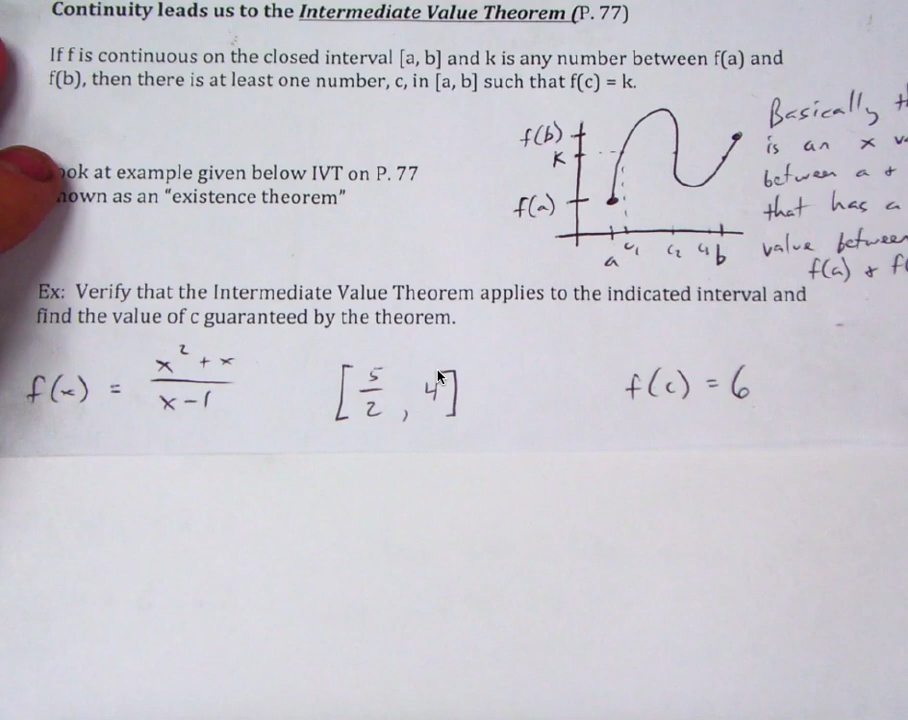 Continuity leads us to the Intermediate Value Theorem (P. 77)
If f is continuous on the closed interval [a, b] and k is any number between f(a) and
f(b), then there is at least one number, c, in [a, b] such that f(c) = k.
ook at example given below IVT on P. 77
nown as an "existence theorem"
f(b)
K
f(a)
a c₁ c₂ b
Basically
is an x
between a +
that has a
value between
f(a) +
Ex: Verify that the Intermediate Value Theorem applies to the indicated interval and
find the value of c guaranteed by the theorem.
f(x) = (x² + x)/(x-1) [5/2, 4] f(c) = 6